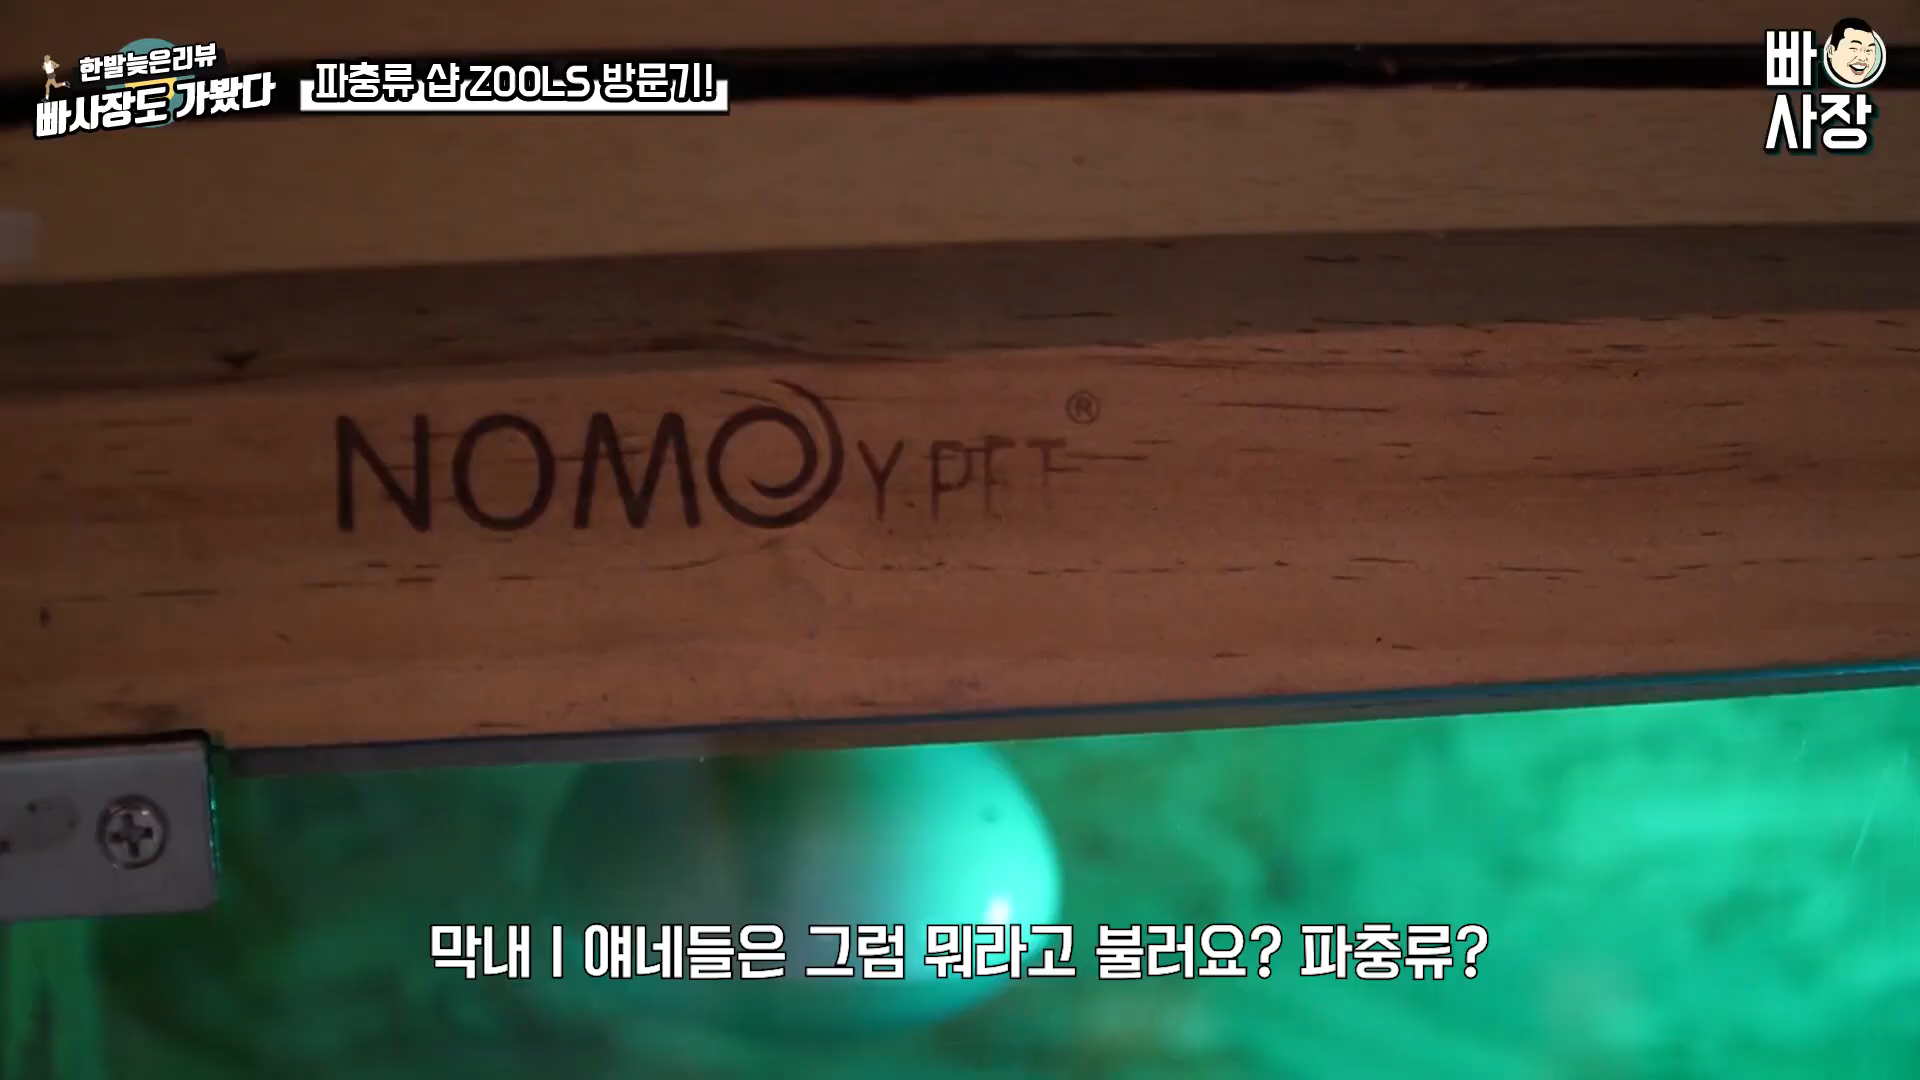 한발늦은리뷰
빠사장도 가봤다
파충류 샵 ZOOLS 방문기!
빠
사장
NOMOY.PET®
막내 | 얘네들은 그럼 뭐라고 불러요? 파충류?